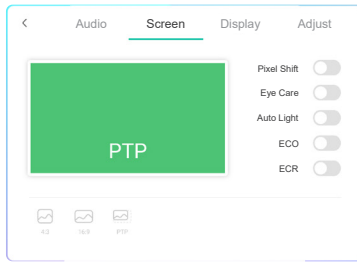 Audio Screen Display Adjust
Pixel Shift
Eye Care
Auto Light
PTP
ECO
ECR
4:3 16:9 PTP